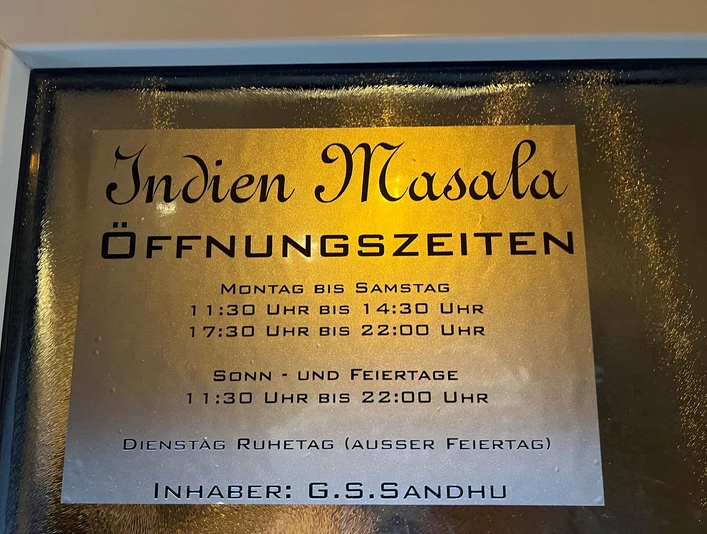 Indien Masala
ÖFFNUNGSZEITEN
MONTAG BIS SAMSTAG
11:30 UHR BIS 14:30 UHR
17:30 UHR BIS 22:00 UHR
SONN - UND FEIERTAGE
11:30 UHR BIS 22:00 UHR
DIENSTAG RUHETAG (AUSSER FEIERTAG)
INHABER: G.S.SANDHU